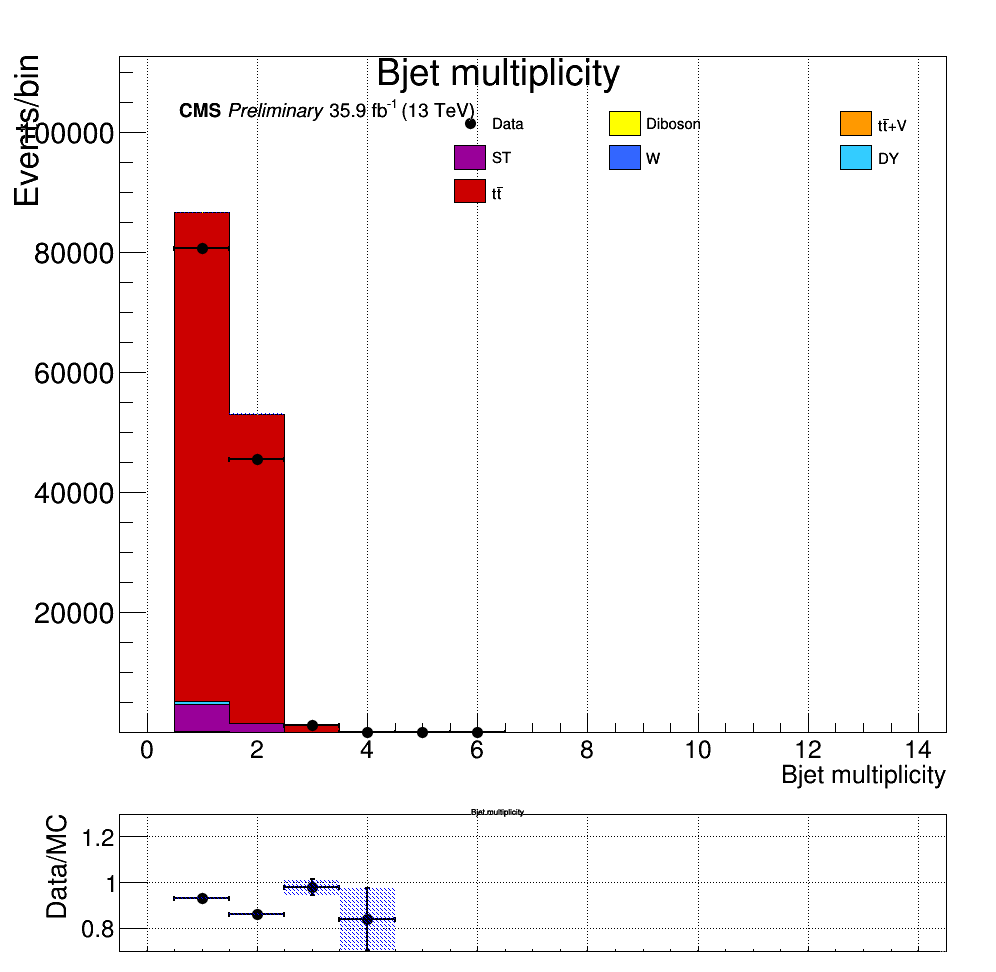 Bjet multiplicity
CMS Preliminary 35.9 fb-1 (13 TeV)
Events/bin
Data
Diboson
tt̄+V
ST
W
DY
tt̄
100000
80000
60000
40000
20000
0 2 4 6 8 10 12 14
Bjet multiplicity
Bjet multiplicity
Data/MC
1.2
1
0.8